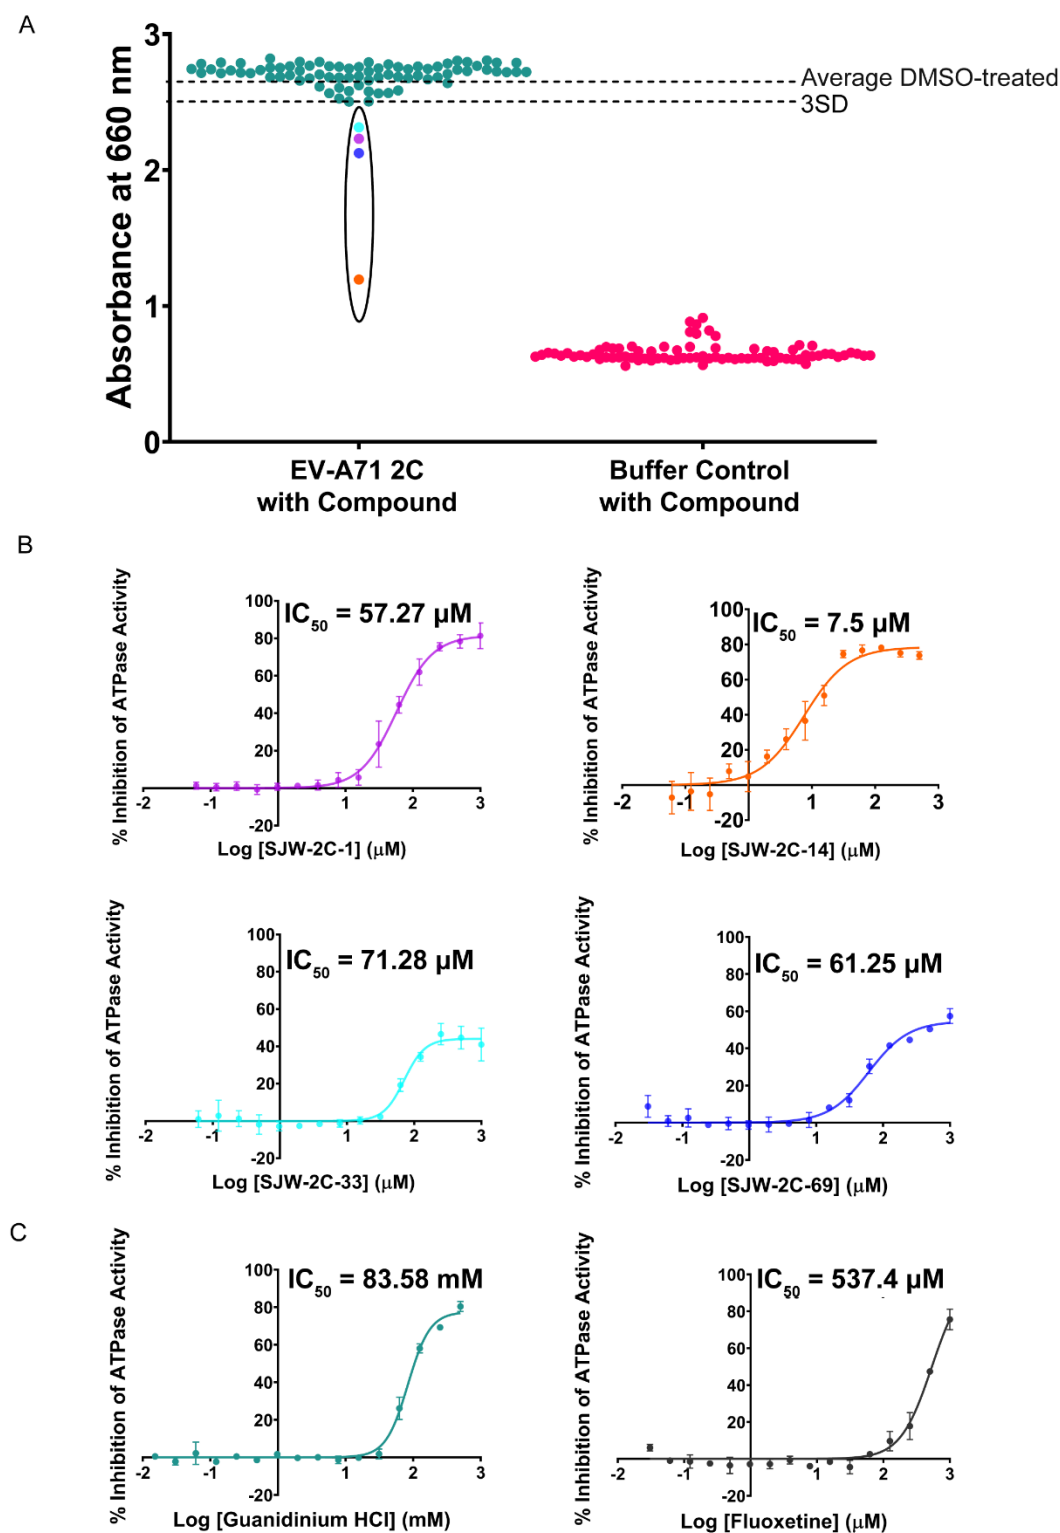 A
Absorbance at 660 nm
3
2
1
0
Average DMSO-treated
3SD
EV-A71 2C
with Compound
Buffer Control
with Compound
B
% Inhibition of ATPase Activity
100
80
60
40
20
-20
-2 -1 0 1 2 3
IC50 = 57.27 μM
Log [SJW-2C-1] (μM)
% Inhibition of ATPase Activity
100
80
60
40
20
-20
-2 -1 0 1 2 3
IC50 = 7.5 μM
Log [SJW-2C-14] (μM)
% Inhibition of ATPase Activity
100
80
60
40
20
-20
-2 -1 0 1 2 3
IC50 = 71.28 μM
Log [SJW-2C-33] (μM)
% Inhibition of ATPase Activity
100
80
60
40
20
-20
-2 -1 0 1 2 3
IC50 = 61.25 μM
Log [SJW-2C-69] (μM)
C
% Inhibition of ATPase Activity
100
80
60
40
20
-20
-2 -1 0 1 2 3
IC50 = 83.58 mM
Log [Guanidinium HCl] (mM)
% Inhibition of ATPase Activity
100
80
60
40
20
-20
-2 -1 0 1 2 3
IC50 = 537.4 μM
Log [Fluoxetine] (μM)